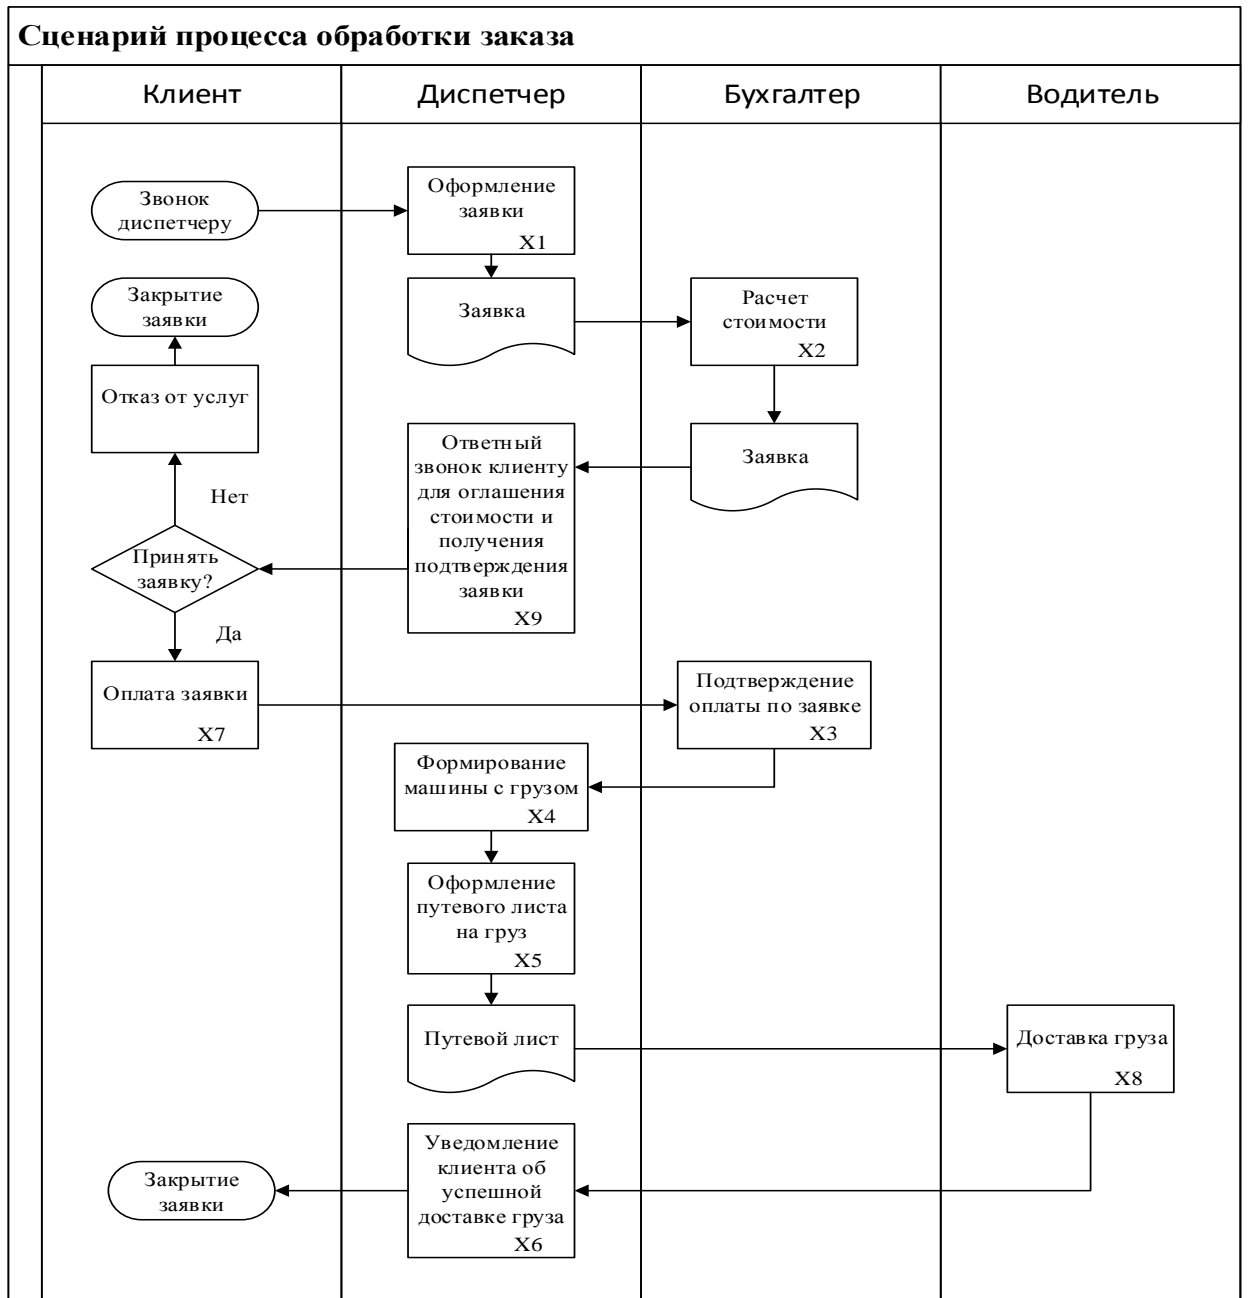 Сценарий процесса обработки заказа
Клиент
Диспетчер
Бухгалтер
Водитель
Звонок
диспетчеру
Оформление
заявки
X1
Закрытие
заявки
Заявка
Расчет
стоимости
X2
Отказ от услуг
Ответный
звонок клиенту
для оглашения
стоимости и
получения
подтверждения
заявки
X9
Заявка
Нет
Принять
заявку?
Да
Оплата заявки
X7
Подтверждение
оплаты по заявке
X3
Формирование
машины с грузом
X4
Оформление
путевого листа
на груз
X5
Путевой лист
Доставка груза
X8
Уведомление
клиента об
успешной
доставке груза
X6
Закрытие
заявки